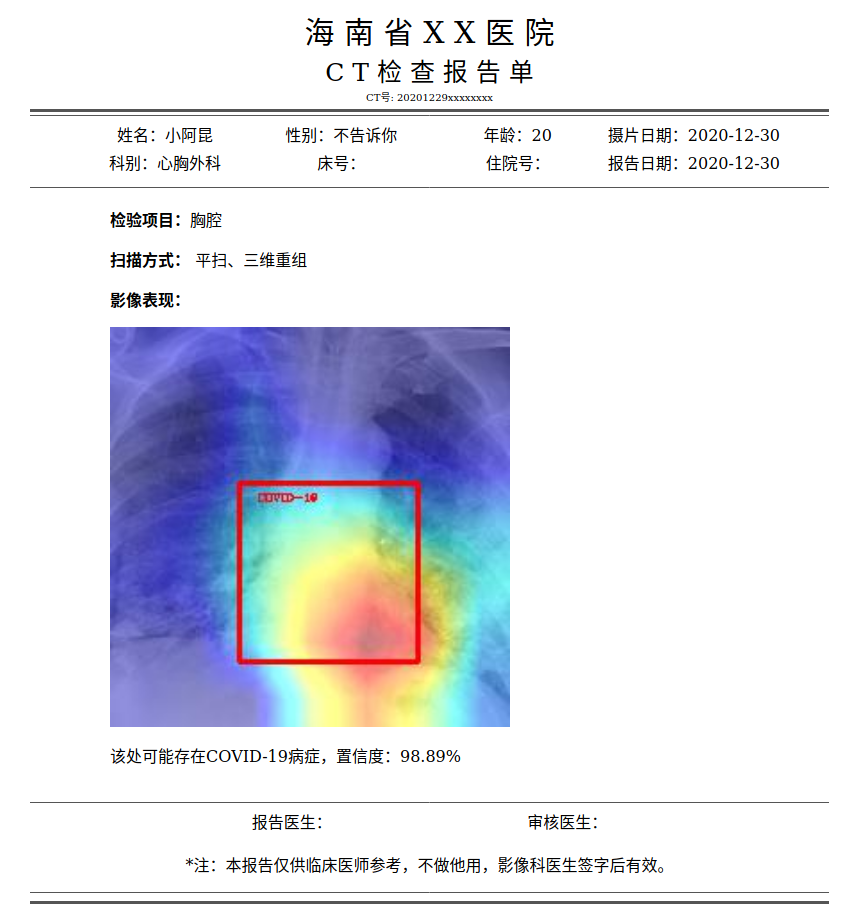 海南省XX医院
CT检查报告单
CT号: 20201229xxxxxxxx
姓名：小阿昆 性别：不告诉你 年龄：20 摄片日期：2020-12-30
科别：心胸外科 床号： 住院号： 报告日期：2020-12-30
检验项目：胸腔
扫描方式： 平扫、三维重组
影像表现：
COVID-19
该处可能存在COVID-19病症，置信度：98.89%
报告医生： 审核医生：
*注：本报告仅供临床医师参考，不做他用，影像科医生签字后有效。